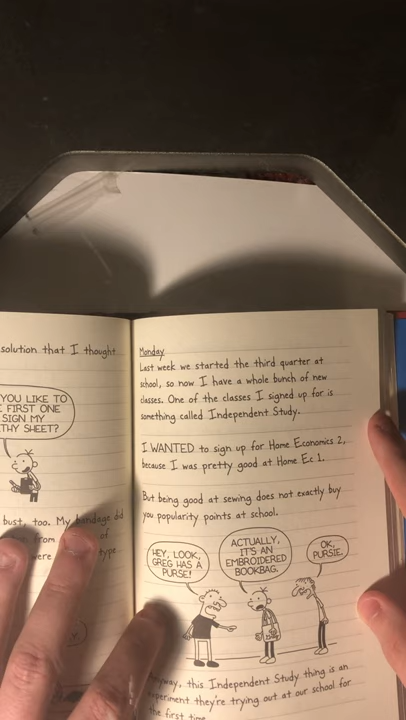 solution that I thought
YOU LIKE TO
FIRST ONE
SIGN MY
THY SHEET?
bust, too. My bandage did
from of
were type
Monday
Last week we started the third quarter at
school, so now I have a whole bunch of new
classes. One of the classes I signed up for is
something called Independent Study.
I WANTED to sign up for Home Economics 2,
because I was pretty good at Home Ec 1.
But being good at sewing does not exactly buy
you popularity points at school.
HEY, LOOK,
GREG HAS A
PURSE!
ACTUALLY,
IT'S AN
EMBROIDERED
BOOKBAG.
OK,
PURSIE.
Anyway, this Independent Study thing is an
experiment they're trying out at our school for
the first time